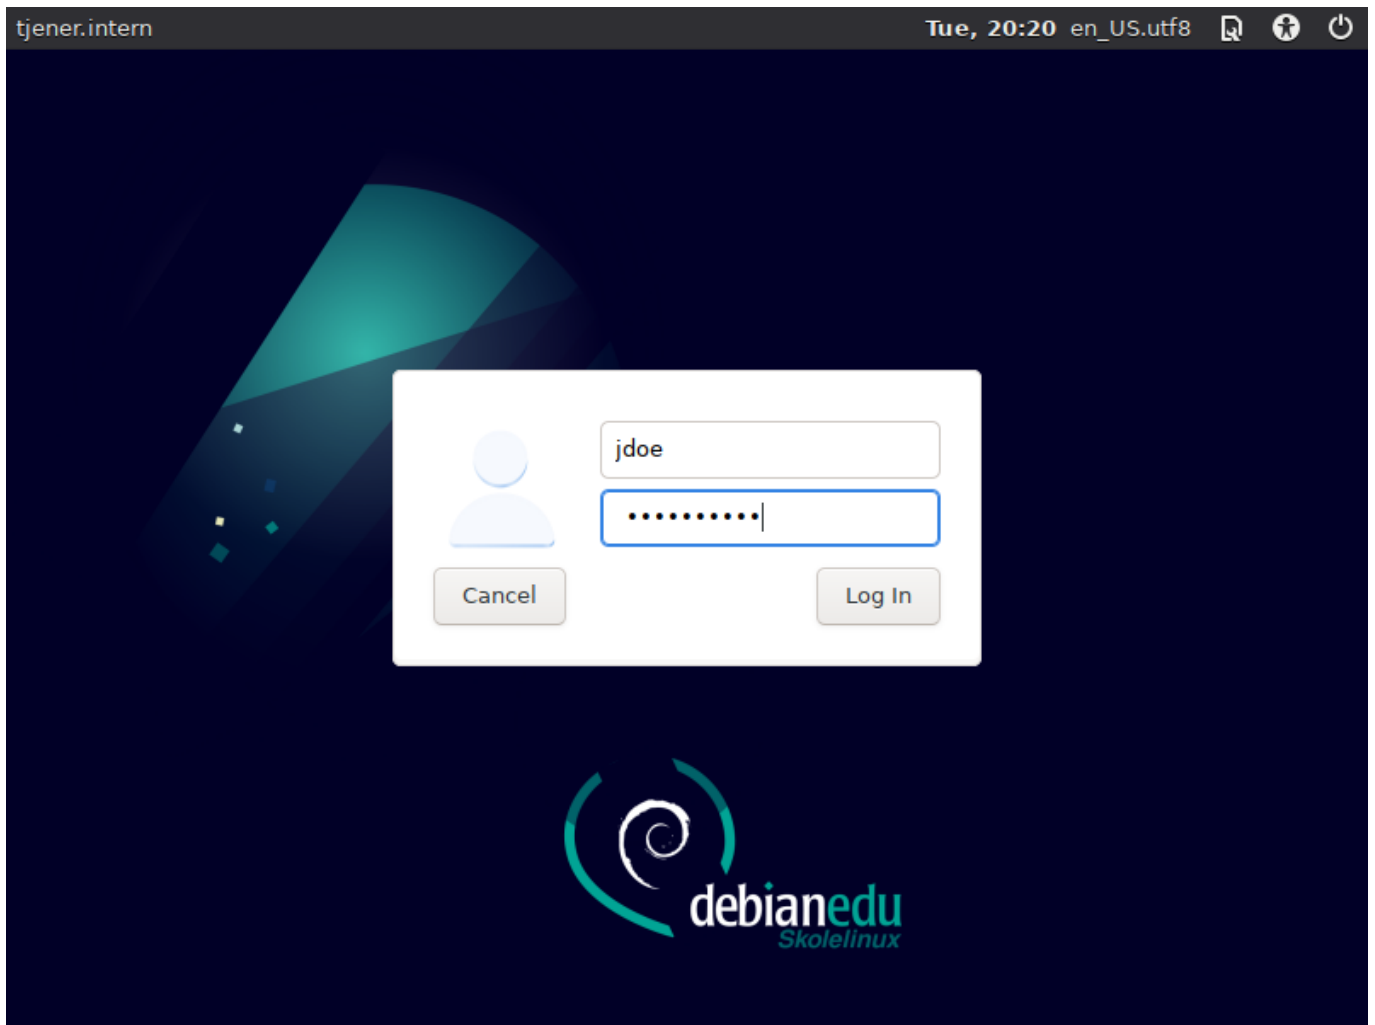 tjener.intern
Tue, 20:20 en_US.utf8
jdoe
••••••••••
Cancel
Log In
debianedu
Skolelinux